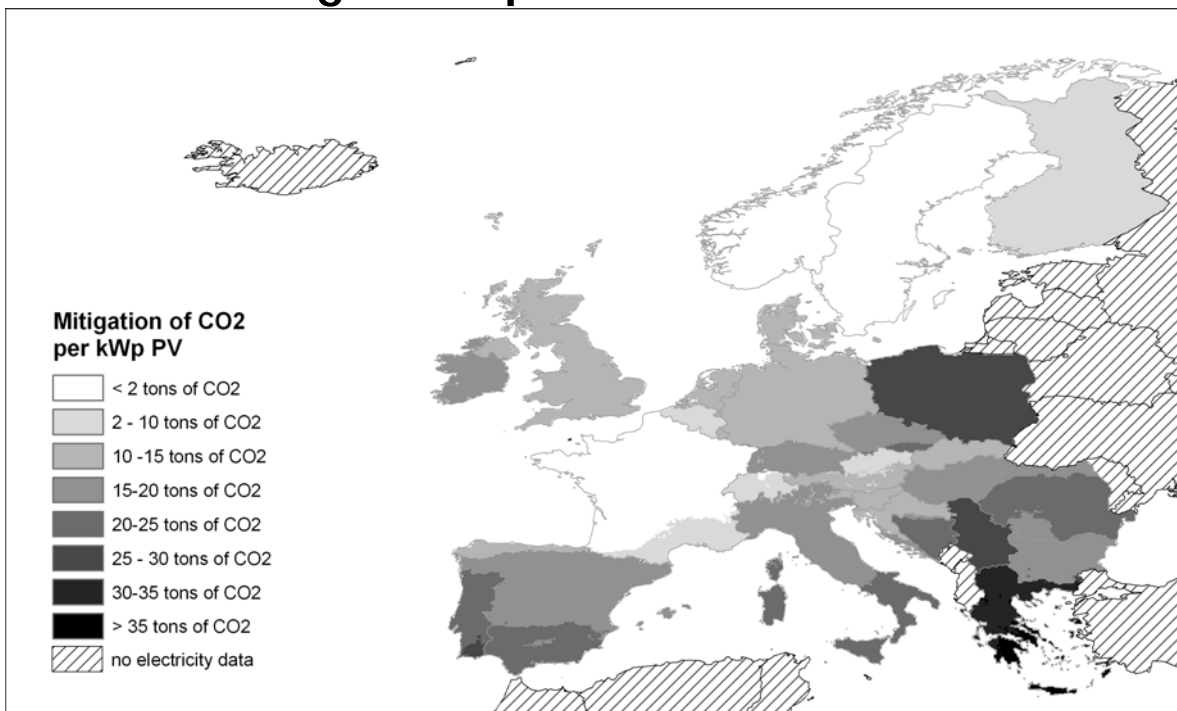 Mitigation of CO2
per kWp PV
< 2 tons of CO2
2 - 10 tons of CO2
10 -15 tons of CO2
15-20 tons of CO2
20-25 tons of CO2
25 - 30 tons of CO2
30-35 tons of CO2
> 35 tons of CO2
no electricity data